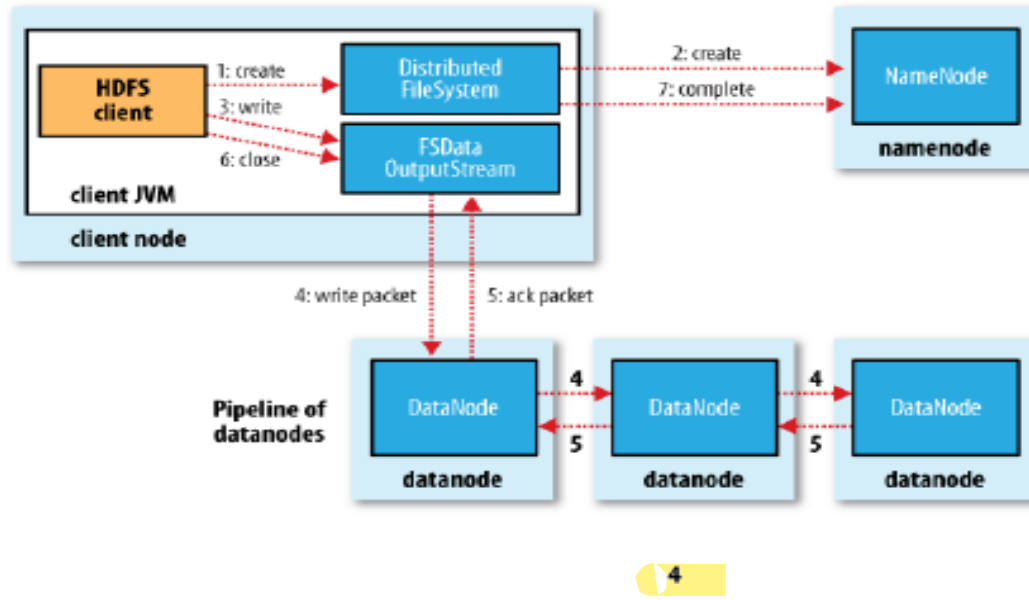 1: create
Distributed
FileSystem
2: create
NameNode
HDFS
client
3: write
7: complete
6: close
FSData
OutputStream
namenode
client JVM
client node
4: write packet
5: ack packet
Pipeline of
datanodes
DataNode
4
DataNode
4
DataNode
5
5
datanode
datanode
datanode
4